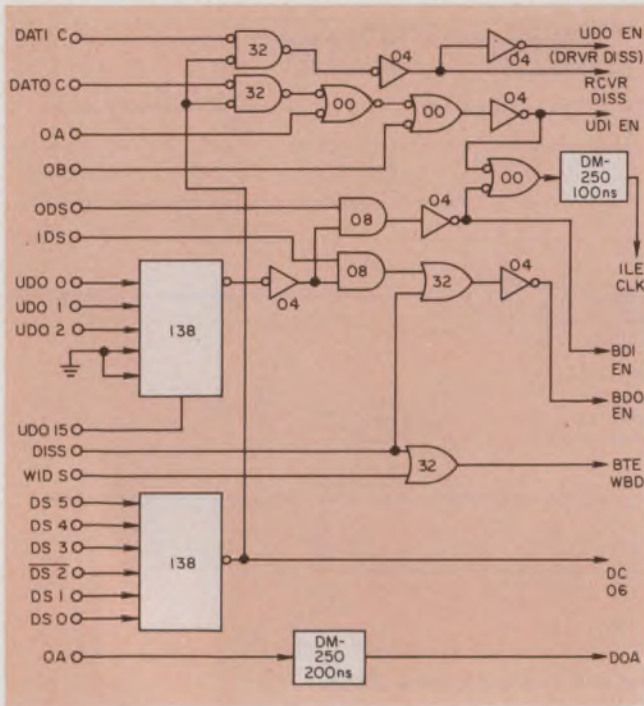 DATI C
32
04
04
UDO EN
(DRVR DISS)
RCVR
DISS
DATO C
32
00
00
04
UDI EN
OA
OB
00
DM-
250
100ns
ODS
08
04
IDS
08
04
32
04
ILE
CLK
UDO 0
UDO 1
UDO 2
138
BDI
EN
BDO
EN
UDO 15
DISS
WID S
32
BTE
WBD
DS 5
DS 4
DS 3
DS 2
DS 1
DS 0
138
DC
06
OA
DM-
250
200ns
DOA